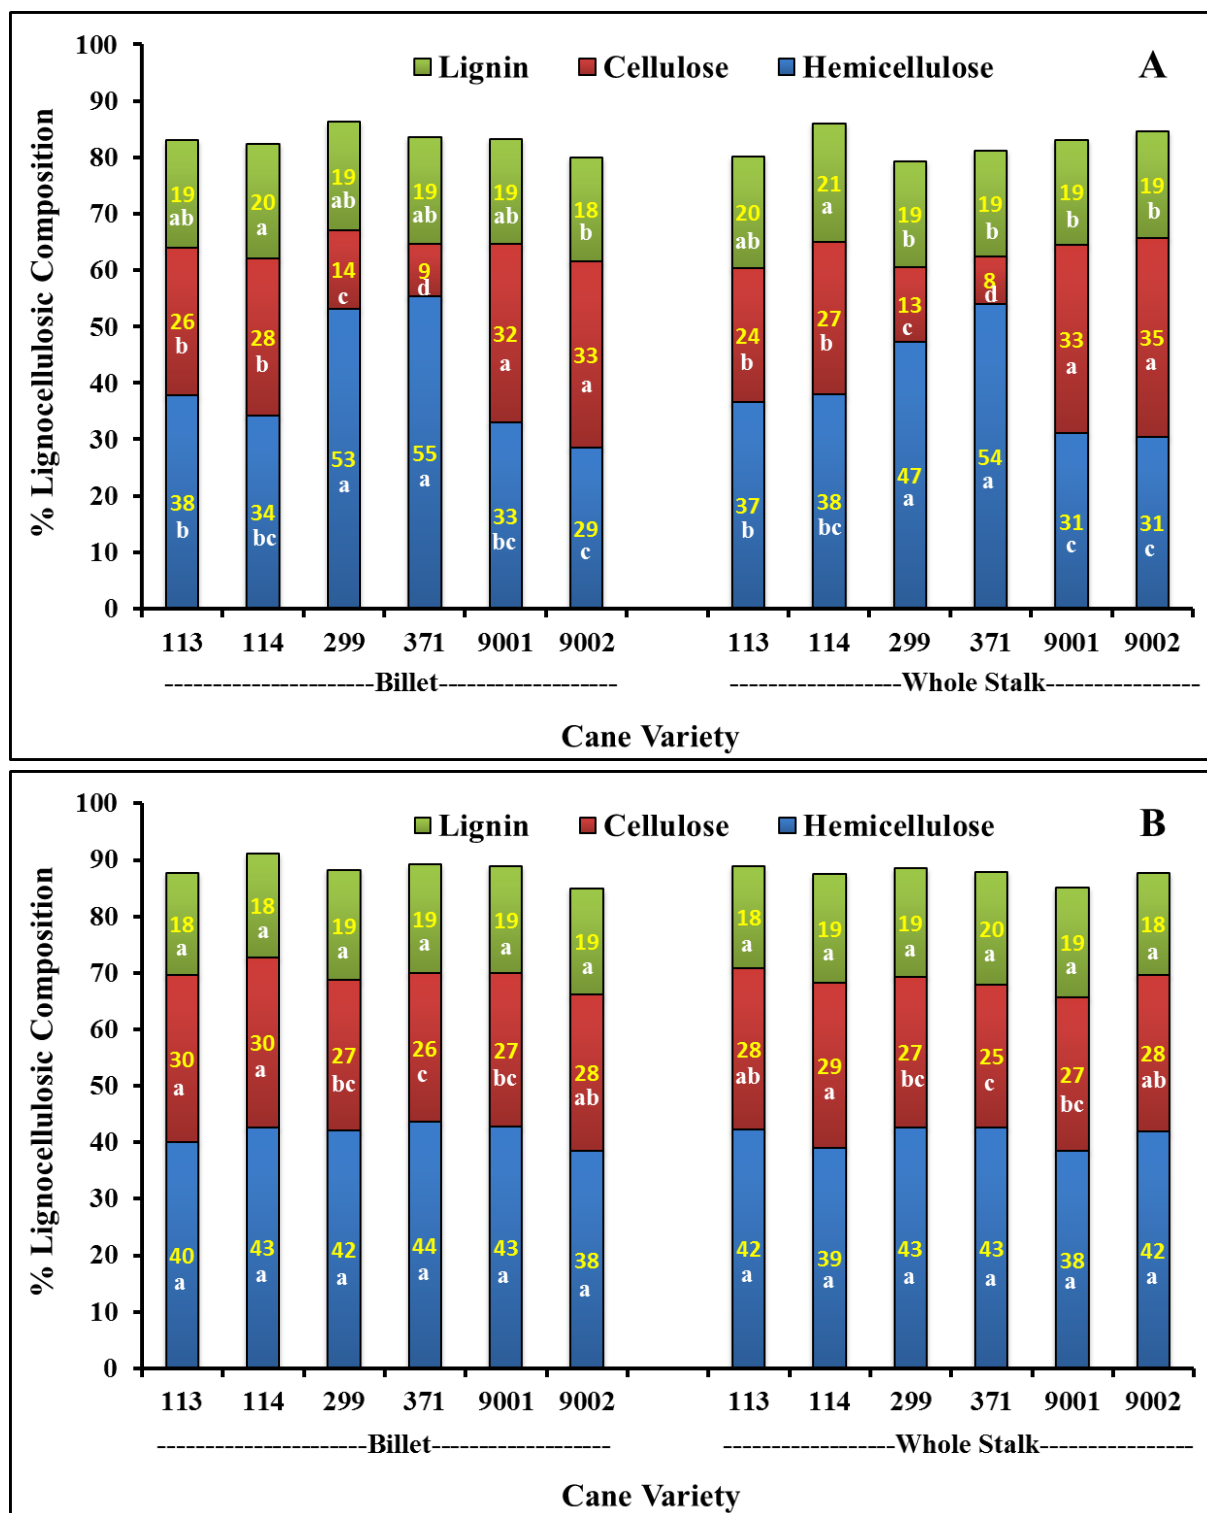 A
Lignin Cellulose Hemicellulose
% Lignocellulosic Composition
100
90
80
70
60
50
40
30
20
10
0
19 ab 20 a 19 ab 19 ab 19 ab 18 b 20 ab 21 a 19 b 19 b 19 b 19 b
26 b 28 b 14 c 9 d 32 a 33 a 24 b 27 b 13 c 8 d 33 a 35 a
38 b 34 bc 53 a 55 a 33 bc 29 c 37 b 38 bc 47 a 54 a 31 c 31 c
113 114 299 371 9001 9002 113 114 299 371 9001 9002
----------------------Billet------------------- -----------------Whole Stalk----------------
Cane Variety
B
Lignin Cellulose Hemicellulose
% Lignocellulosic Composition
100
90
80
70
60
50
40
30
20
10
0
18 a 18 a 19 a 19 a 19 a 19 a 18 a 19 a 19 a 20 a 19 a 18 a
30 a 30 a 27 bc 26 c 27 bc 28 ab 28 ab 29 a 27 bc 25 c 27 bc 28 ab
40 a 43 a 42 a 44 a 43 a 38 a 42 a 39 a 43 a 43 a 38 a 42 a
113 114 299 371 9001 9002 113 114 299 371 9001 9002
----------------------Billet------------------- -----------------Whole Stalk----------------
Cane Variety